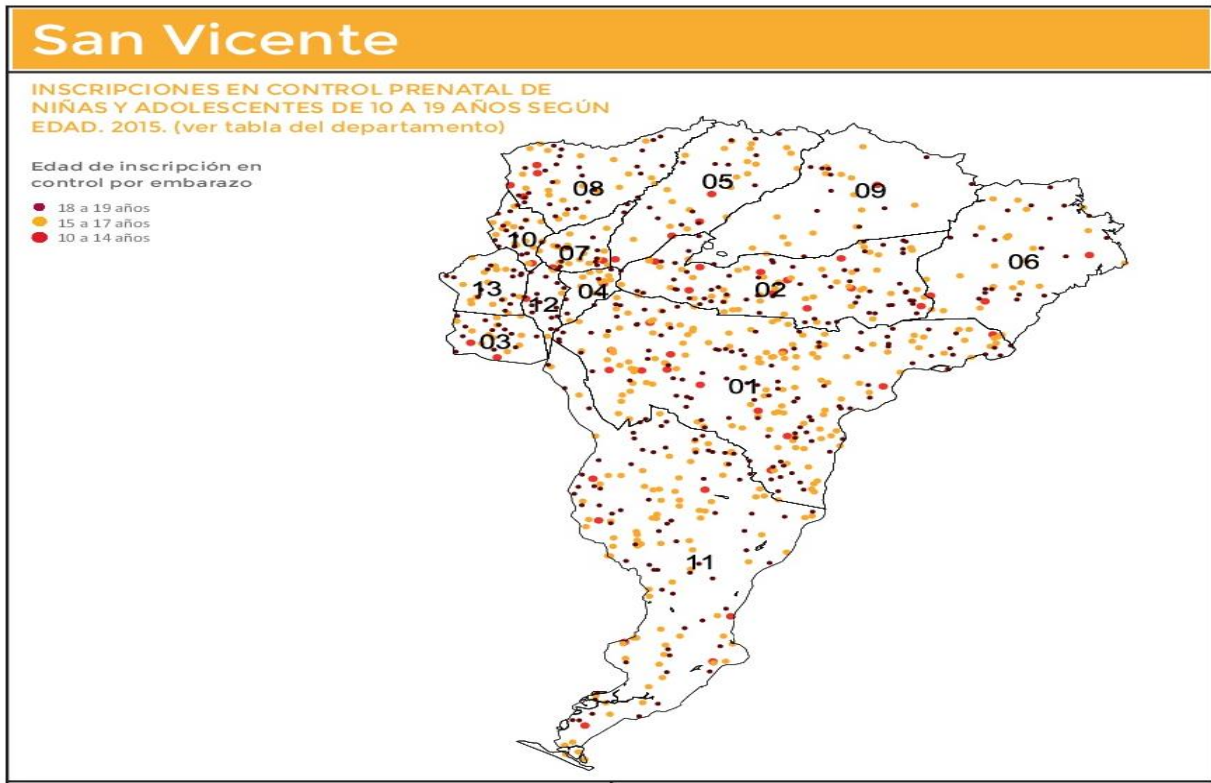 San Vicente
INSCRIPCIONES EN CONTROL PRENATAL DE
NIÑAS Y ADOLESCENTES DE 10 A 19 AÑOS SEGÚN
EDAD. 2015. (ver tabla del departamento)
Edad de inscripción en
control por embarazo
18 a 19 años
15 a 17 años
10 a 14 años
08
05
09
10
07
06
13
12
04
02
03
01
11